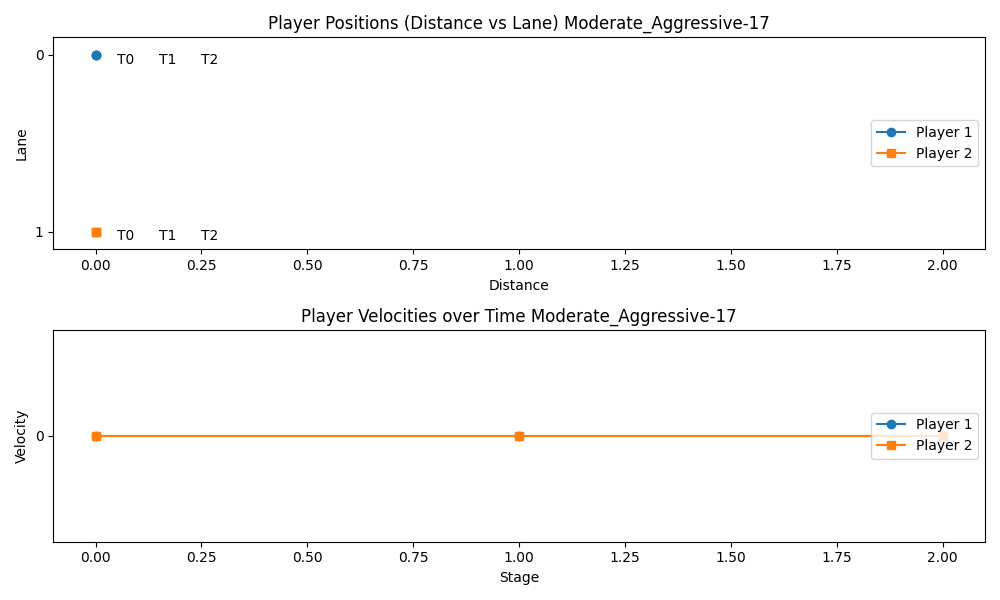 Player Positions (Distance vs Lane) Moderate_Aggressive-17
Lane
0
T0 T1 T2
Player 1
Player 2
1
T0 T1 T2
0.00 0.25 0.50 0.75 1.00 1.25 1.50 1.75 2.00
Distance
Player Velocities over Time Moderate_Aggressive-17
Velocity
0
Player 1
Player 2
0.00 0.25 0.50 0.75 1.00 1.25 1.50 1.75 2.00
Stage